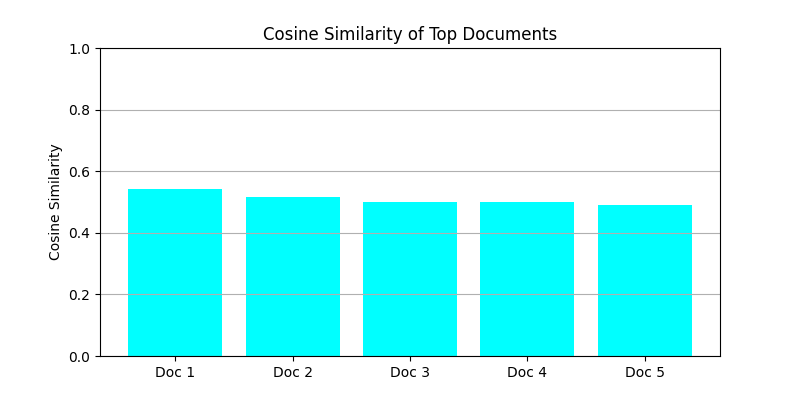 Cosine Similarity of Top Documents
1.0
0.8
0.6
0.4
0.2
0.0
Cosine Similarity
Doc 1
Doc 2
Doc 3
Doc 4
Doc 5